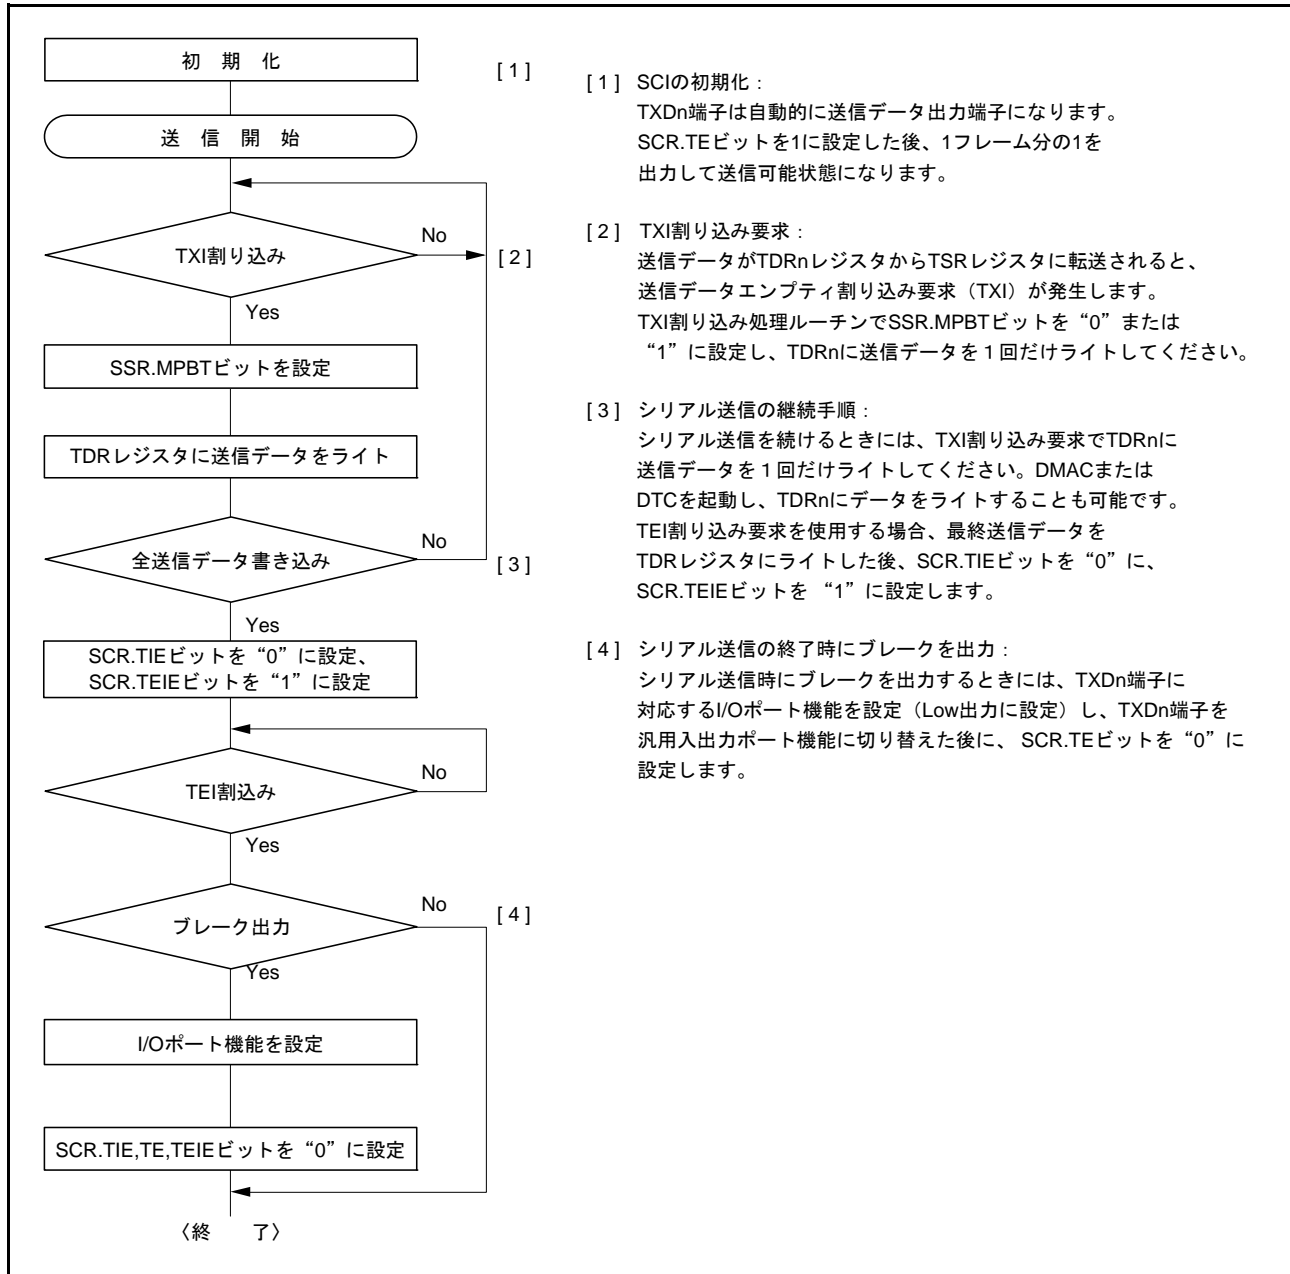 初 期 化
[ 1 ]
送 信 開 始
TXI割り込み
No
[ 2 ]
Yes
SSR.MPBTビットを設定
TDRレジスタに送信データをライト
全送信データ書き込み
No
[ 3 ]
Yes
SCR.TIEビットを“0”に設定、
SCR.TEIEビットを“1”に設定
TEI割込み
No
Yes
ブレーク出力
No
[ 4 ]
Yes
I/Oポート機能を設定
SCR.TIE,TE,TEIEビットを“0”に設定
〈終 了〉
[ 1 ] SCIの初期化：
TXDn端子は自動的に送信データ出力端子になります。
SCR.TEビットを1に設定した後、1フレーム分の1を
出力して送信可能状態になります。
[ 2 ] TXI割り込み要求：
送信データがTDRnレジスタからTSRレジスタに転送されると、
送信データエンプティ割り込み要求（TXI）が発生します。
TXI割り込み処理ルーチンでSSR.MPBTビットを“0”または
“1”に設定し、TDRnに送信データを１回だけライトしてください。
[ 3 ] シリアル送信の継続手順：
シリアル送信を続けるときには、TXI割り込み要求でTDRnに
送信データを１回だけライトしてください。DMACまたは
DTCを起動し、TDRnにデータをライトすることも可能です。
TEI割り込み要求を使用する場合、最終送信データを
TDRレジスタにライトした後、SCR.TIEビットを“0”に、
SCR.TEIEビットを “1”に設定します。
[ 4 ] シリアル送信の終了時にブレークを出力：
シリアル送信時にブレークを出力するときには、TXDn端子に
対応するI/Oポート機能を設定（Low出力に設定）し、TXDn端子を
汎用入出力ポート機能に切り替えた後に、 SCR.TEビットを“0”に
設定します。